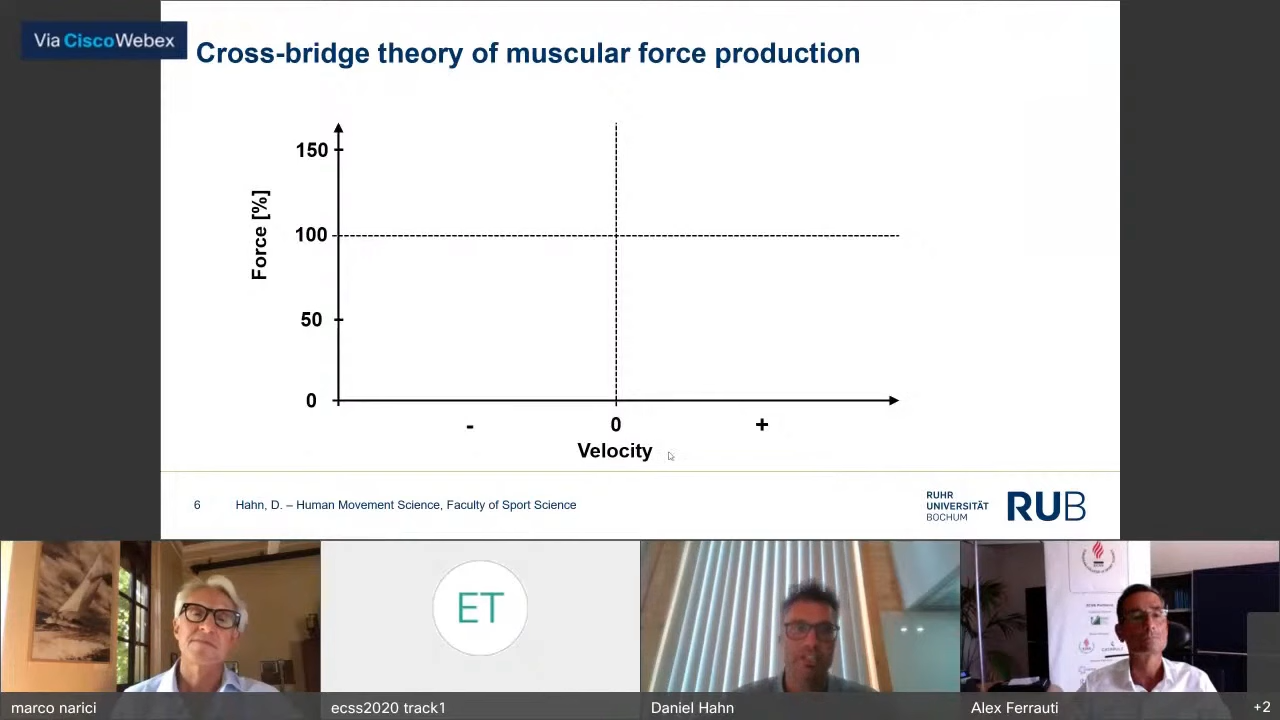 Via Cisco Webex
Cross-bridge theory of muscular force production
150
Force [%]
100
50
0
-
0
+
Velocity
6
Hahn, D. – Human Movement Science, Faculty of Sport Science
RUHR
UNIVERSITÄT
BOCHUM
RUB
ET
marco narici
ecss2020 track1
Daniel Hahn
Alex Ferrauti
+2